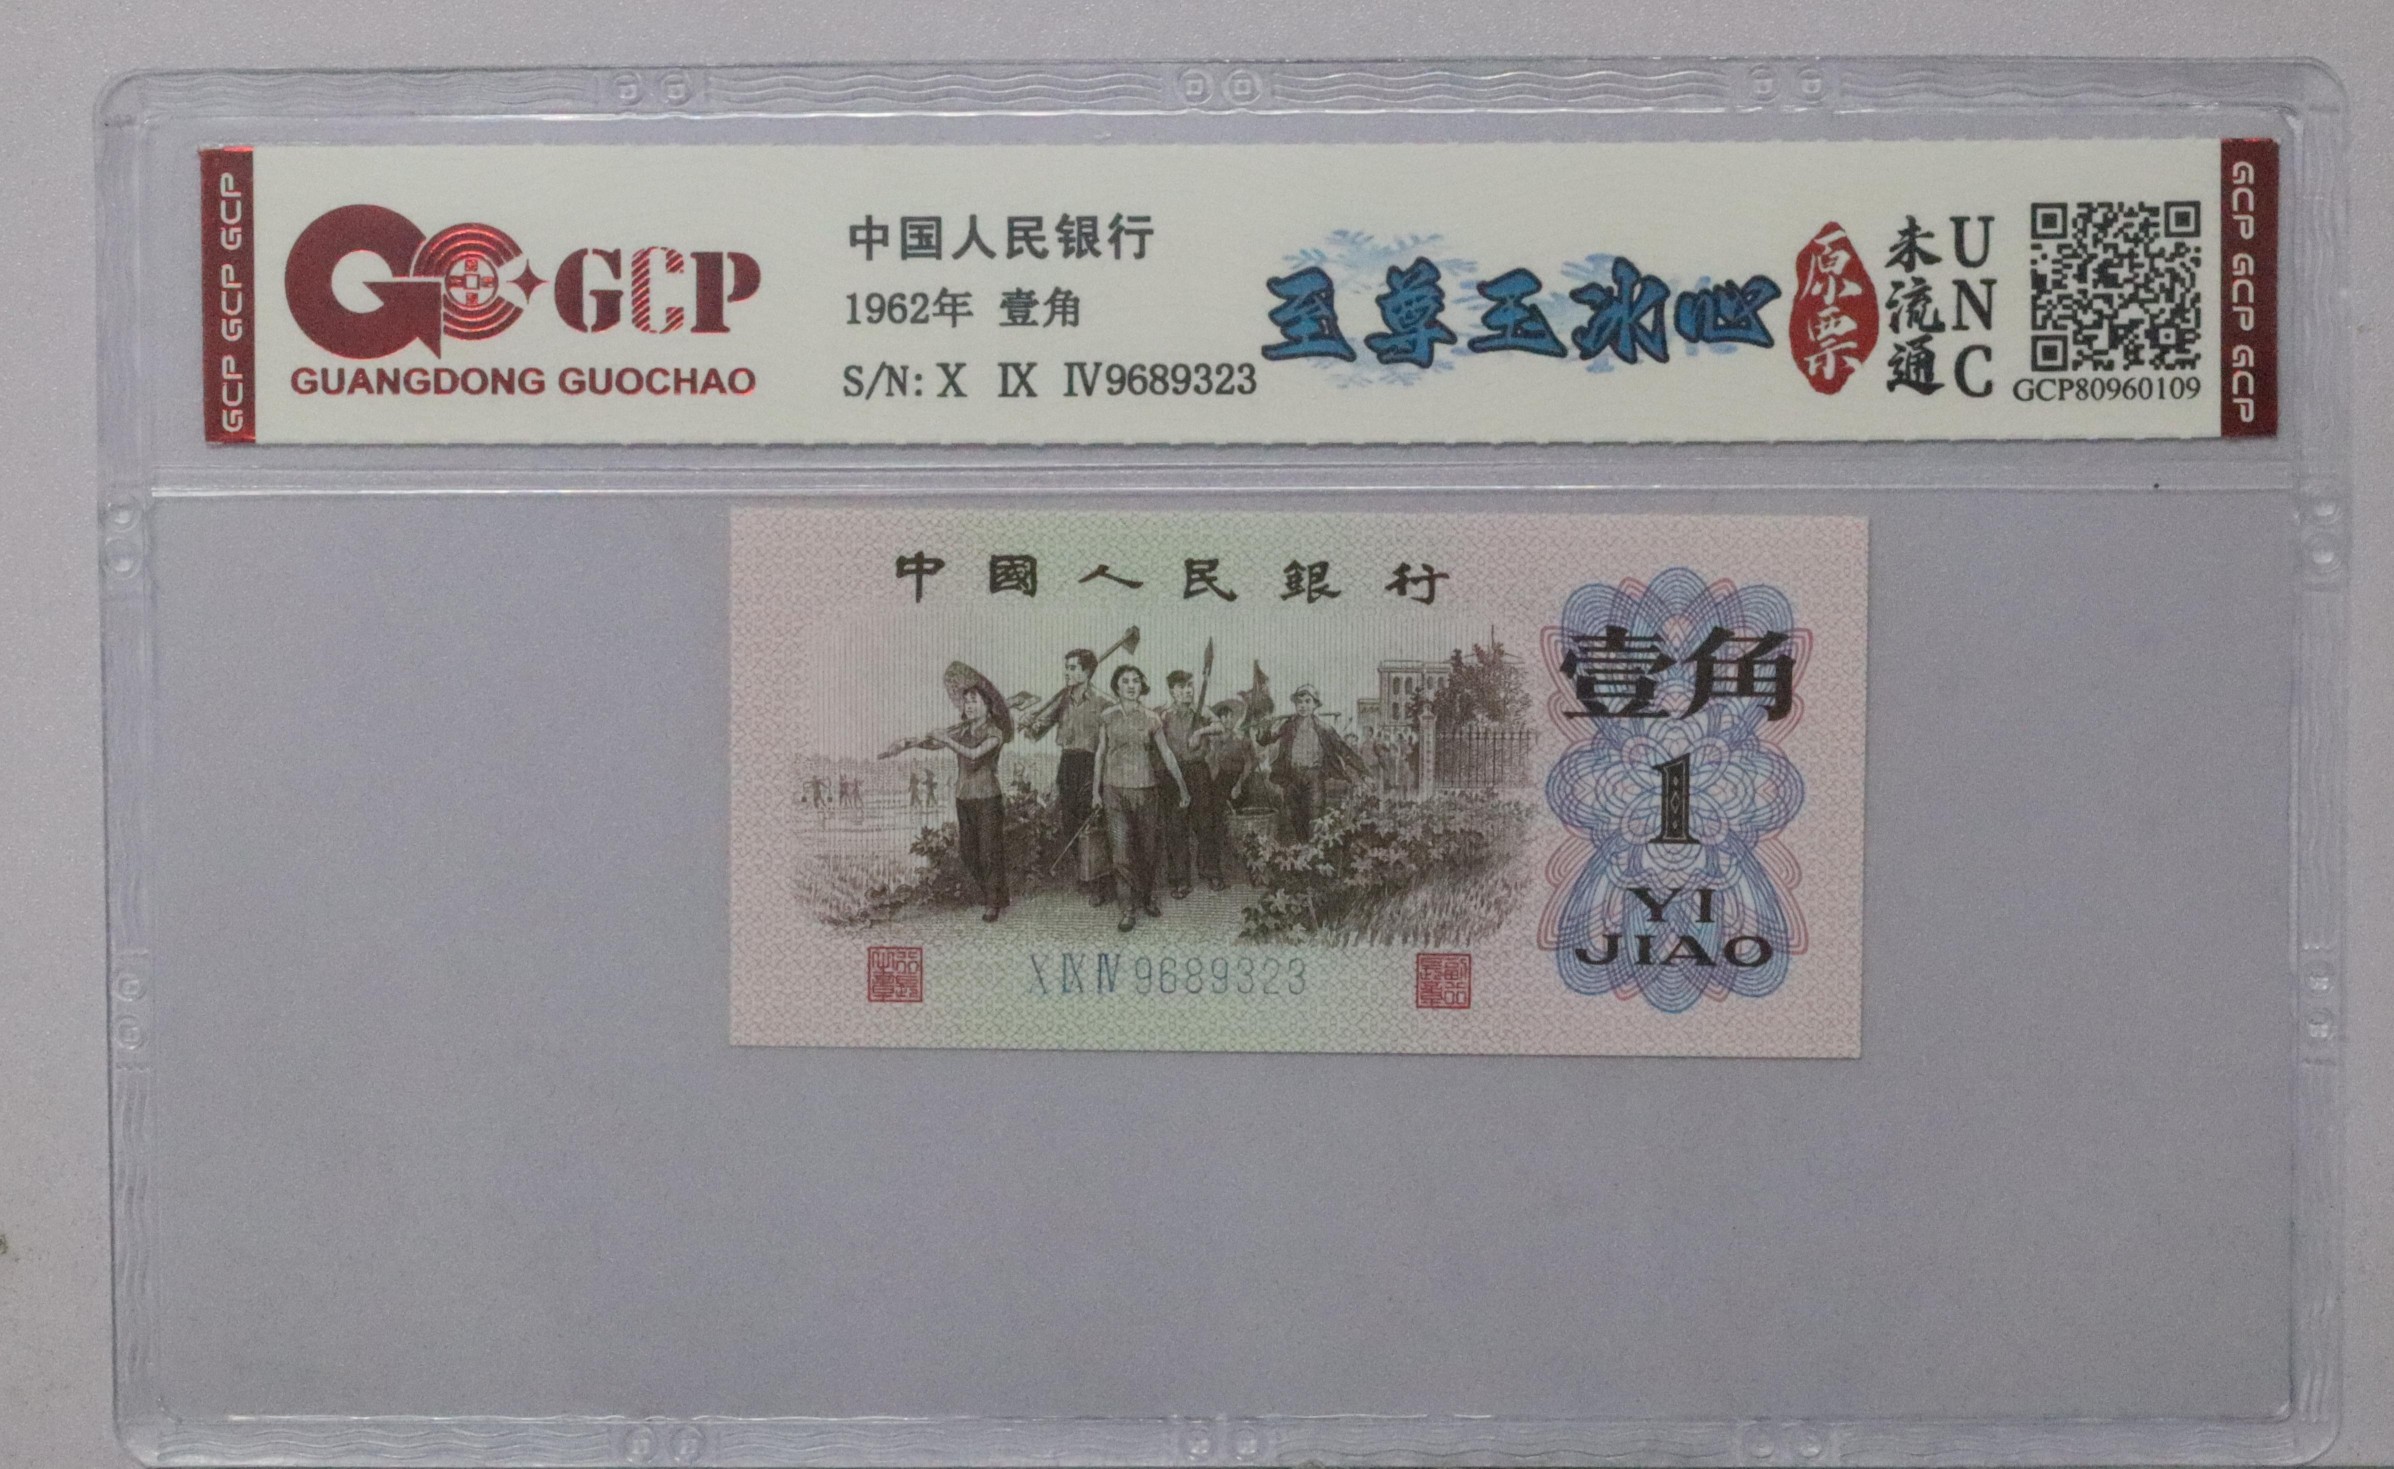 GCP GCP GCP
GCP
GUANGDONG GUOCHAO
中国人民银行
1962年 壹角
S/N: X IX IV9689323
至尊玉冰心
原票
未流通
UNC
GCP80960109
GCP GCP GCP
中國人民銀行
壹角
1
YI
JIAO
X IX IV 9689323